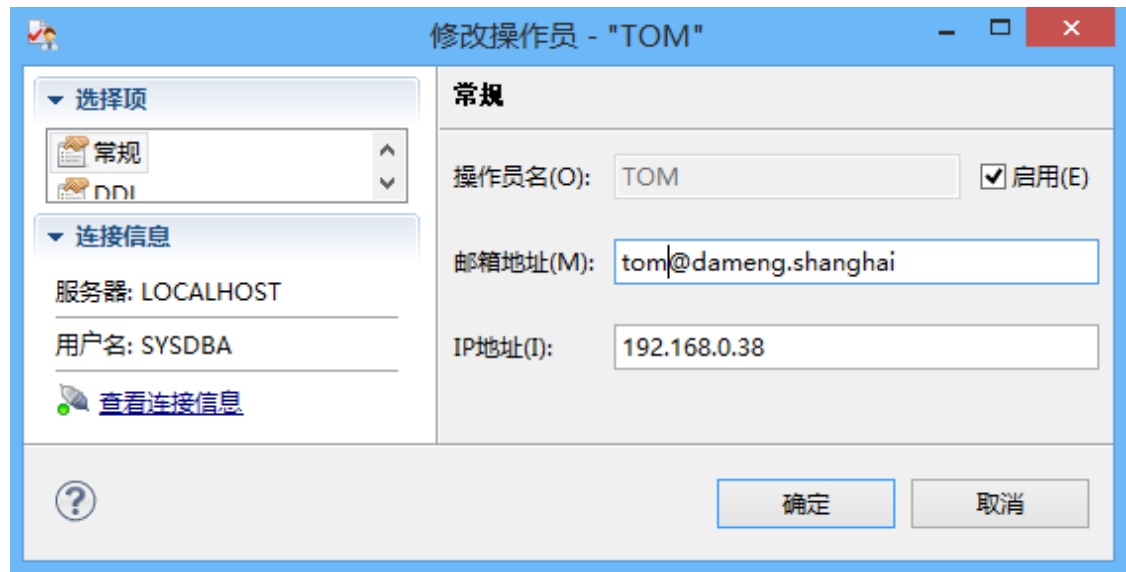 修改操作员 - "TOM"
选择项
常规
DDL
连接信息
服务器: LOCALHOST
用户名: SYSDBA
查看连接信息
常规
操作员名(O): TOM 启用(E)
邮箱地址(M): tom@dameng.shanghai
IP地址(I): 192.168.0.38
确定 取消